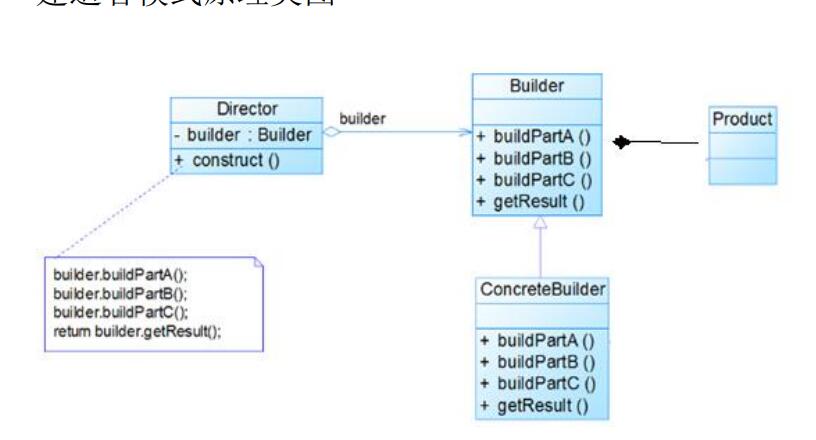 Director
- builder : Builder
+ construct ()
builder
Builder
+ buildPartA ()
+ buildPartB ()
+ buildPartC ()
+ getResult ()
Product
builder.buildPartA();
builder.buildPartB();
builder.buildPartC();
return builder.getResult();
ConcreteBuilder
+ buildPartA ()
+ buildPartB ()
+ buildPartC ()
+ getResult ()